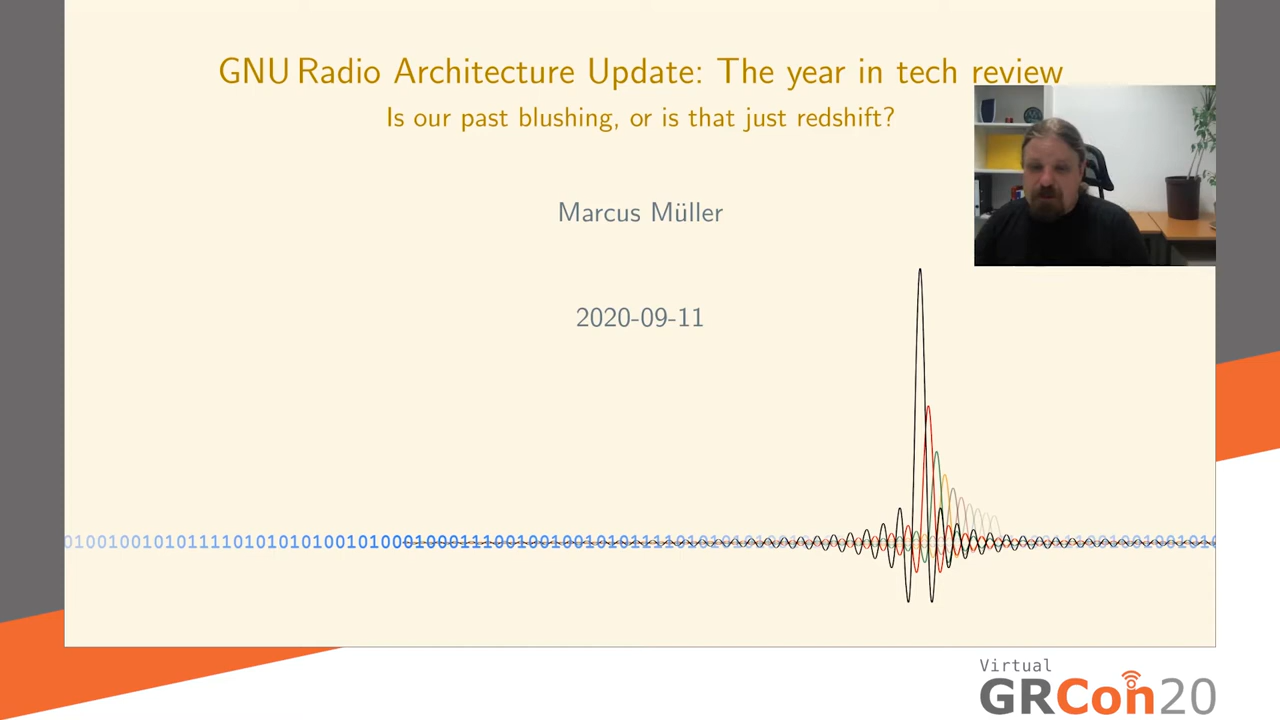 GNU Radio Architecture Update: The year in tech review
Is our past blushing, or is that just redshift?
Marcus Müller
2020-09-11
Virtual
GRCon20